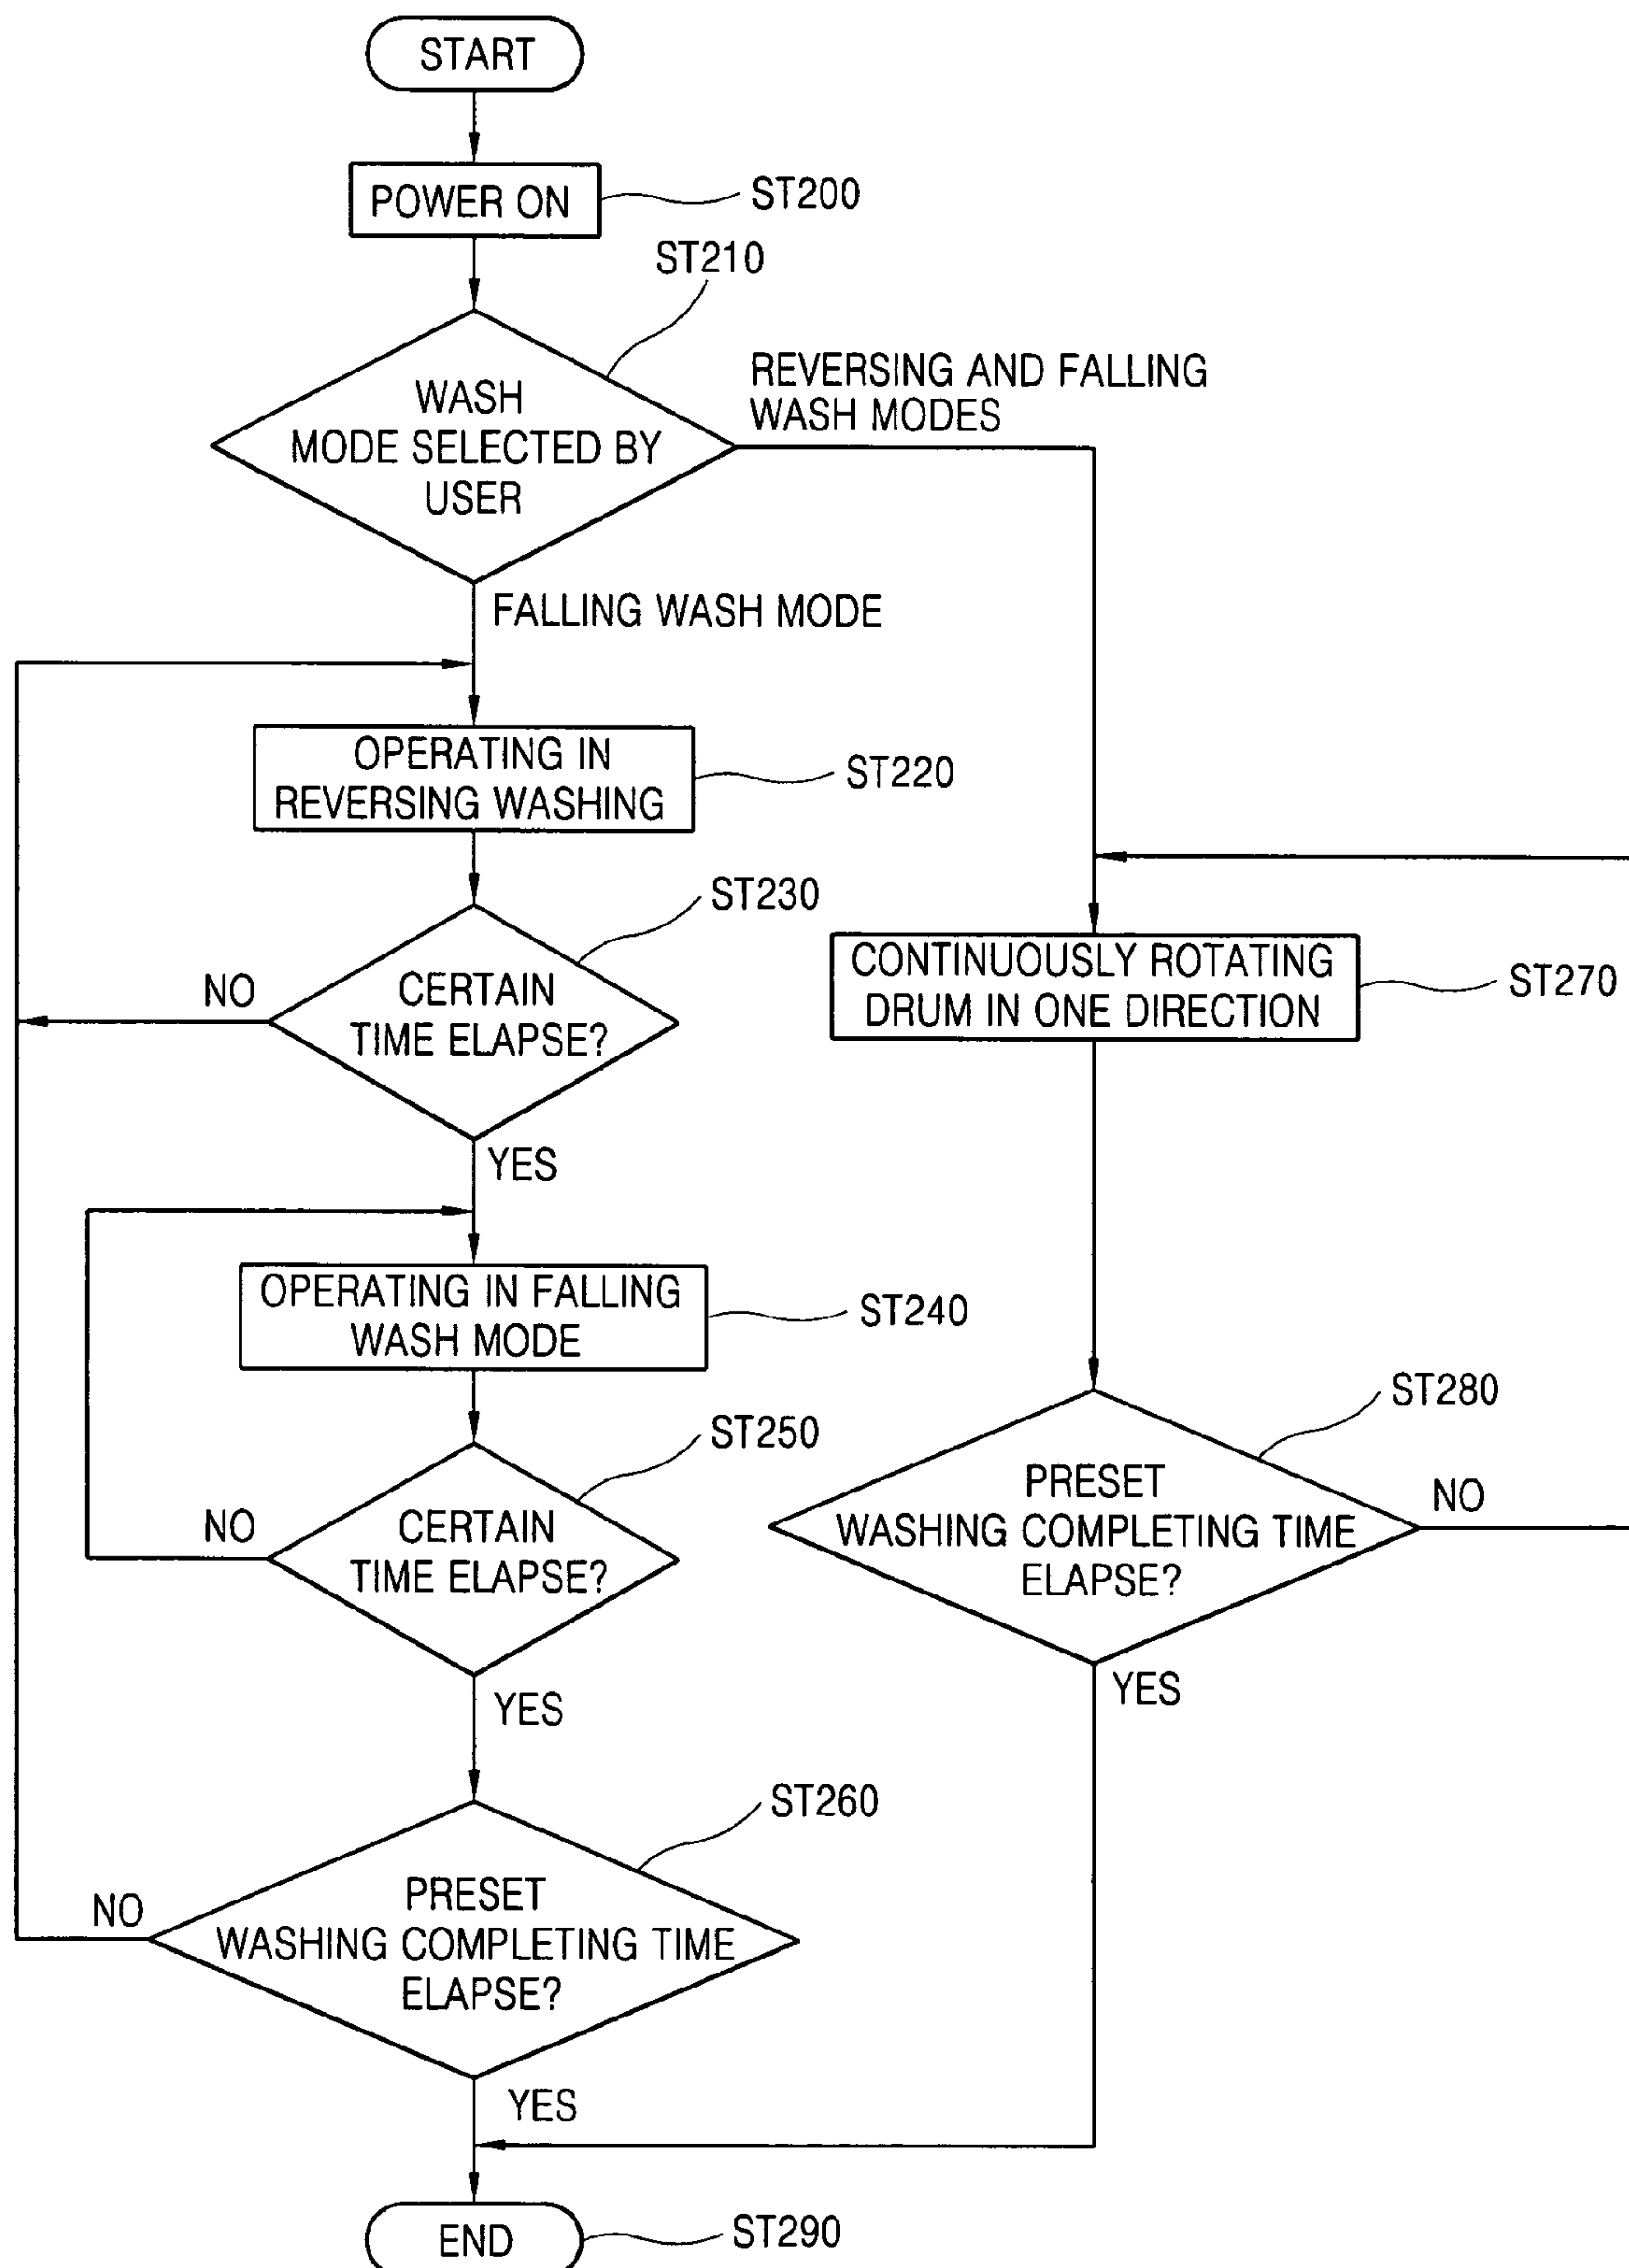 START
POWER ON
ST200
ST210
WASH
MODE SELECTED BY
USER
REVERSING AND FALLING
WASH MODES
FALLING WASH MODE
OPERATING IN
REVERSING WASHING
ST220
ST230
CERTAIN
TIME ELAPSE?
NO
YES
CONTINUOUSLY ROTATING
DRUM IN ONE DIRECTION
ST270
OPERATING IN FALLING
WASH MODE
ST240
ST250
CERTAIN
TIME ELAPSE?
NO
YES
ST280
PRESET
WASHING COMPLETING TIME
ELAPSE?
NO
YES
ST260
PRESET
WASHING COMPLETING TIME
ELAPSE?
NO
YES
END
ST290